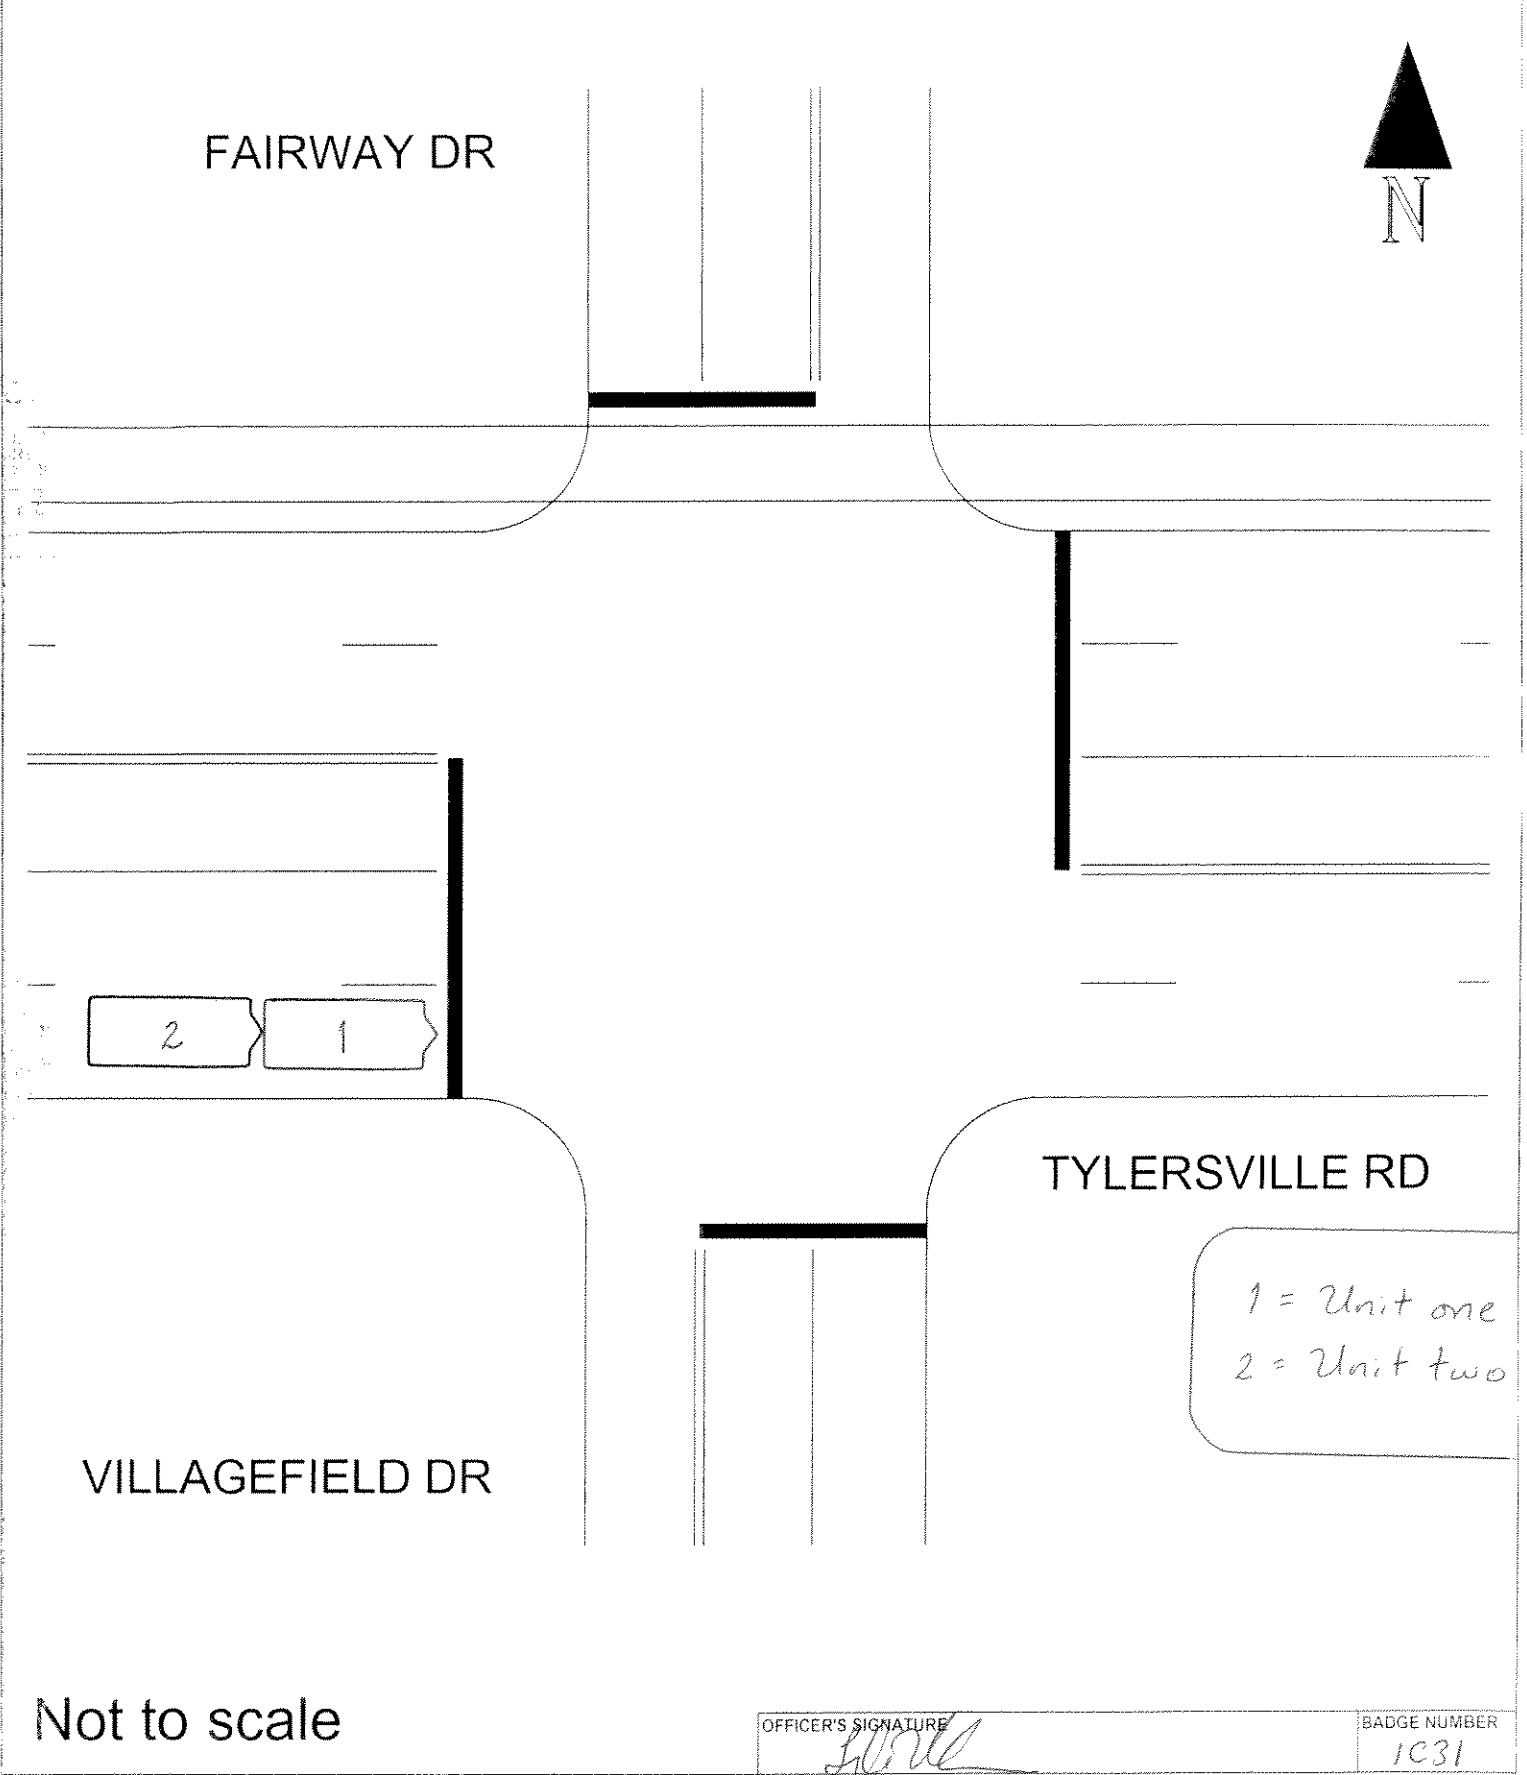 FAIRWAY DR
N
2
1
TYLERSVILLE RD
1 = Unit one
2 = Unit two
VILLAGEFIELD DR
Not to scale
OFFICER'S SIGNATURE
BADGE NUMBER
1C31